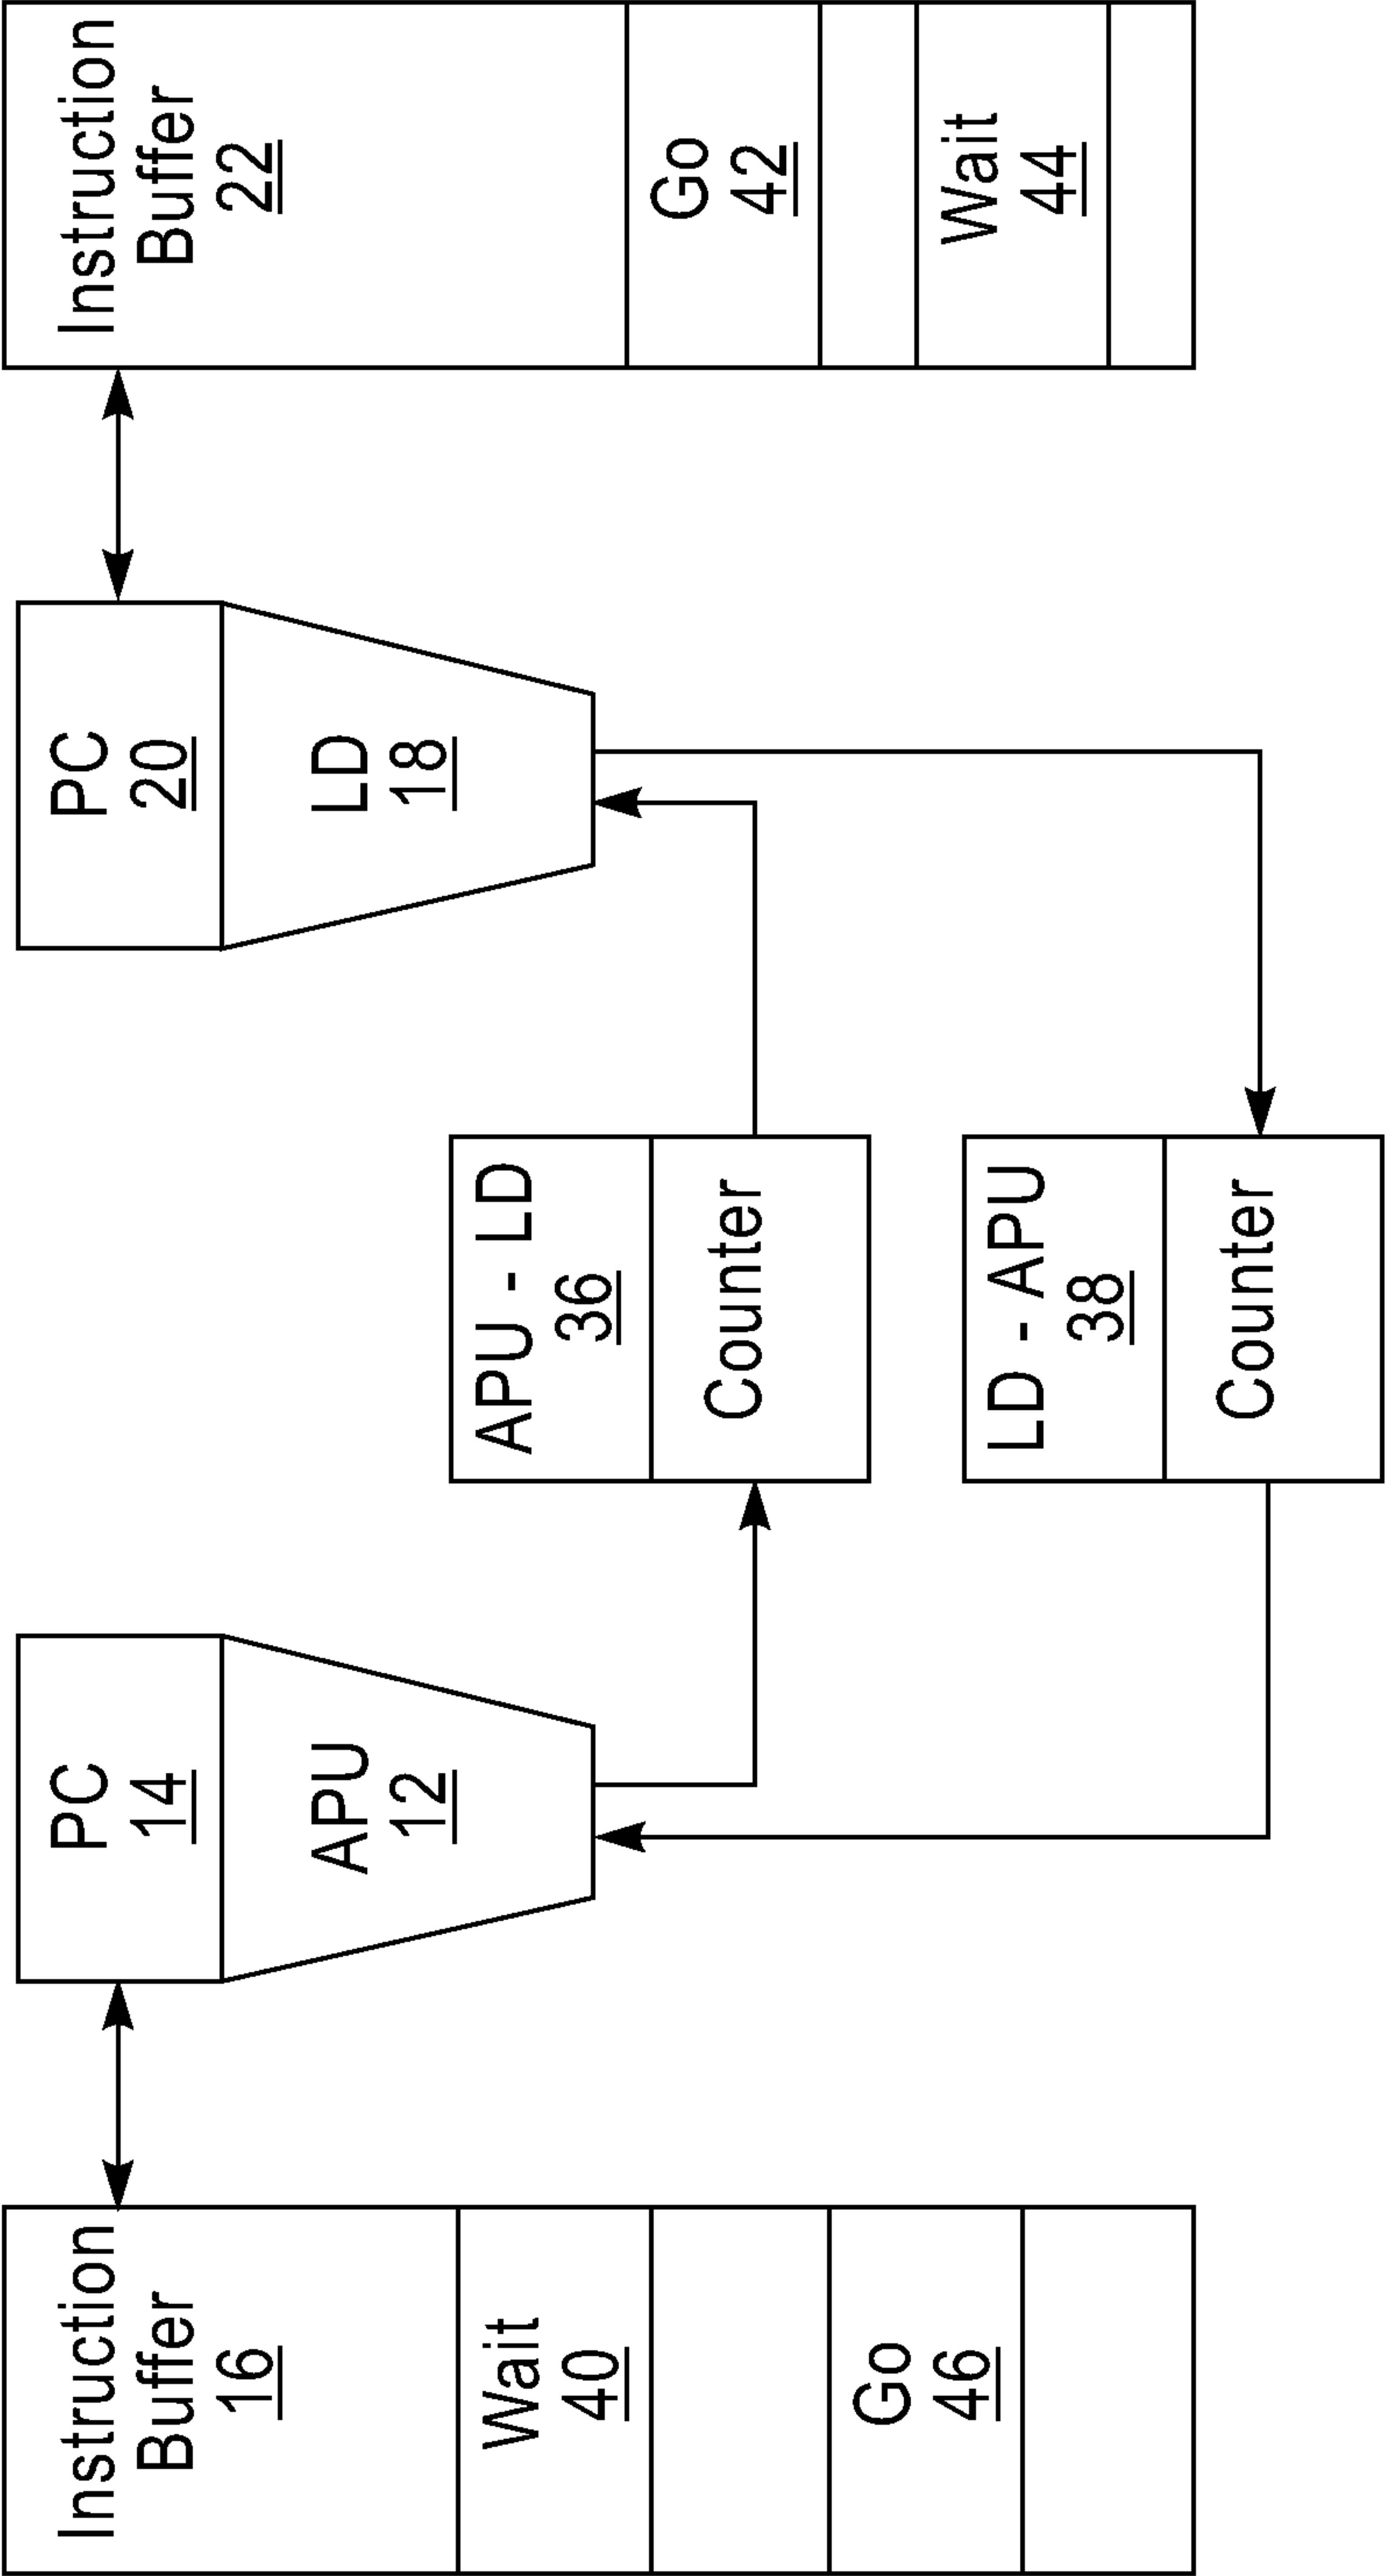 Instruction
Buffer
16
Wait
40
Go
46
PC
14
APU
12
APU - LD
36
Counter
LD - APU
38
Counter
PC
20
LD
18
Instruction
Buffer
22
Go
42
Wait
44